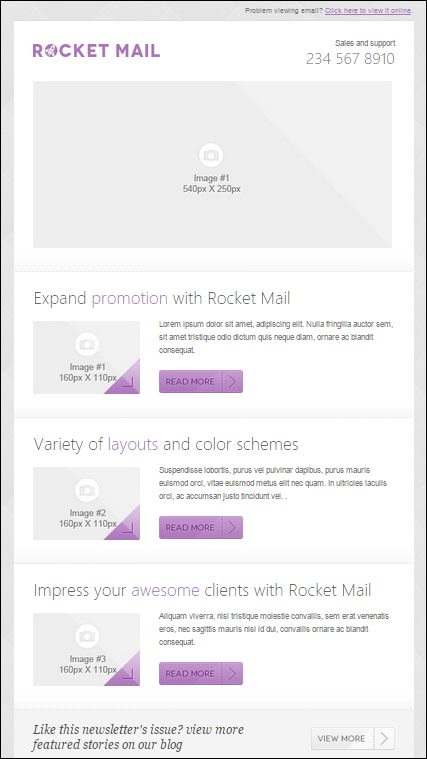 Problem viewing email? Click here to view it online.
ROCKET MAIL
Sales and support
234 567 8910
Image #1
540px X 250px
Expand promotion with Rocket Mail
Image #1
160px X 110px
Lorem ipsum dolor sit amet, adipiscing elit. Nulla fringilla auctor sem,
sit amet tristique odio dictum quis neque diam, ornare ac blandit
consequat.
READ MORE
Variety of layouts and color schemes
Image #2
160px X 110px
Suspendisse lobortis, purus vel pulvinar dapibus, purus mauris
euismod orci, vitae euismod metus elit nec quam. In ultricies iaculis
orci, ac accumsan justo tincidunt vel. .
READ MORE
Impress your awesome clients with Rocket Mail
Image #3
160px X 110px
Aliquam viverra, nisl tristique molestie convallis, sem erat venenatis
eros, nec sagittis mauris nisl id dui, convallis ornare ac blandit
consequat.
READ MORE
Like this newsletter's issue? view more
featured stories on our blog
VIEW MORE